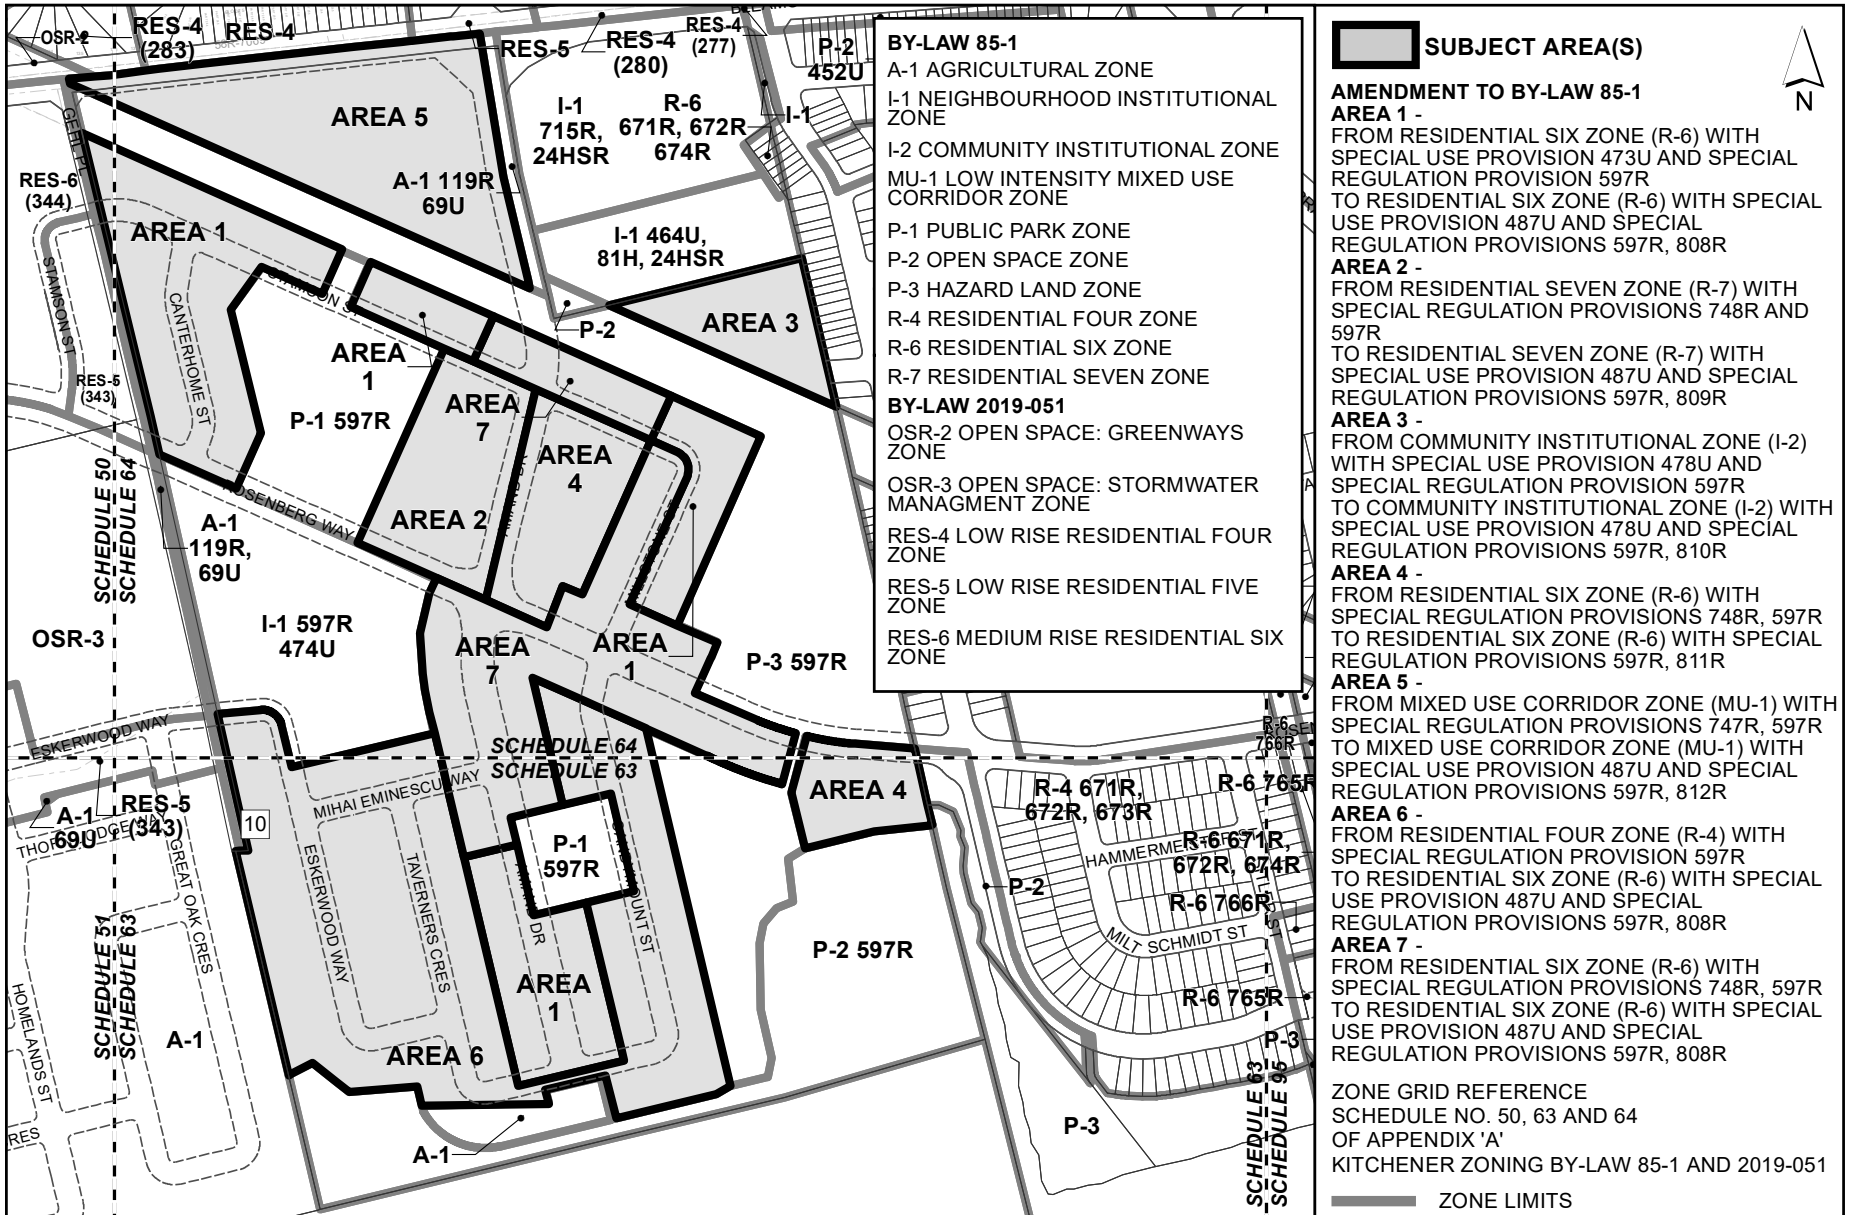 OSR-2
RES-4
(283)
RES-4
RES-5
RES-4
(280)
RES-4
(277)
P-2
452U
58R-7003
AREA 5
I-1
715R,
24HSR
R-6
671R, 672R
674R
I-1
GEHL PL
A-1 119R
69U
RES-6
(344)
AREA 1
I-1 464U,
81H, 24HSR
STAMSON ST
STAMSON ST
CANTERHOME ST
AREA 3
P-2
AREA
1
RES-5
(343)
P-1 597R
AREA
7
AREA
4
SCHEDULE 50
SCHEDULE 64
ROSENBERG WAY
AREA 2
AMAND DR
A-1
119R,
69U
OSR-3
I-1 597R
474U
AREA
7
AREA
1
P-3 597R
ESKERWOOD WAY
SCHEDULE 64
SCHEDULE 63
R-6
766R
MIHAI EMINESCU WAY
AREA 4
R-4 671R,
672R, 673R
R-6 765R
A-1
69U
RES-5
(343)
10
P-1
597R
R-6 671R,
672R, 674R
GREAT OAK CRES
ESKERWOOD WAY
TAVERNERS CRES
AMAND DR
P-2
R-6 766R
MILT SCHMIDT ST
P-2 597R
SCHEDULE 51
SCHEDULE 63
HOMELANDS ST
AREA
1
R-6 765R
A-1
AREA 6
P-3
RES
A-1
P-3
SCHEDULE 63
SCHEDULE 95
BY-LAW 85-1
A-1 AGRICULTURAL ZONE
I-1 NEIGHBOURHOOD INSTITUTIONAL
ZONE
I-2 COMMUNITY INSTITUTIONAL ZONE
MU-1 LOW INTENSITY MIXED USE
CORRIDOR ZONE
P-1 PUBLIC PARK ZONE
P-2 OPEN SPACE ZONE
P-3 HAZARD LAND ZONE
R-4 RESIDENTIAL FOUR ZONE
R-6 RESIDENTIAL SIX ZONE
R-7 RESIDENTIAL SEVEN ZONE
BY-LAW 2019-051
OSR-2 OPEN SPACE: GREENWAYS
ZONE
OSR-3 OPEN SPACE: STORMWATER
MANAGMENT ZONE
RES-4 LOW RISE RESIDENTIAL FOUR
ZONE
RES-5 LOW RISE RESIDENTIAL FIVE
ZONE
RES-6 MEDIUM RISE RESIDENTIAL SIX
ZONE
SUBJECT AREA(S)
N
AMENDMENT TO BY-LAW 85-1
AREA 1 -
FROM RESIDENTIAL SIX ZONE (R-6) WITH
SPECIAL USE PROVISION 473U AND SPECIAL
REGULATION PROVISION 597R
TO RESIDENTIAL SIX ZONE (R-6) WITH SPECIAL
USE PROVISION 487U AND SPECIAL
REGULATION PROVISIONS 597R, 808R
AREA 2 -
FROM RESIDENTIAL SEVEN ZONE (R-7) WITH
SPECIAL REGULATION PROVISIONS 748R AND
597R
TO RESIDENTIAL SEVEN ZONE (R-7) WITH
SPECIAL USE PROVISION 487U AND SPECIAL
REGULATION PROVISIONS 597R, 809R
AREA 3 -
FROM COMMUNITY INSTITUTIONAL ZONE (I-2)
WITH SPECIAL USE PROVISION 478U AND
SPECIAL REGULATION PROVISION 597R
TO COMMUNITY INSTITUTIONAL ZONE (I-2) WITH
SPECIAL USE PROVISION 478U AND SPECIAL
REGULATION PROVISIONS 597R, 810R
AREA 4 -
FROM RESIDENTIAL SIX ZONE (R-6) WITH
SPECIAL REGULATION PROVISIONS 748R, 597R
TO RESIDENTIAL SIX ZONE (R-6) WITH SPECIAL
REGULATION PROVISIONS 597R, 811R
AREA 5 -
FROM MIXED USE CORRIDOR ZONE (MU-1) WITH
SPECIAL REGULATION PROVISIONS 747R, 597R
TO MIXED USE CORRIDOR ZONE (MU-1) WITH
SPECIAL USE PROVISION 487U AND SPECIAL
REGULATION PROVISIONS 597R, 812R
AREA 6 -
FROM RESIDENTIAL FOUR ZONE (R-4) WITH
SPECIAL REGULATION PROVISION 597R
TO RESIDENTIAL SIX ZONE (R-6) WITH SPECIAL
USE PROVISION 487U AND SPECIAL
REGULATION PROVISIONS 597R, 808R
AREA 7 -
FROM RESIDENTIAL SIX ZONE (R-6) WITH
SPECIAL REGULATION PROVISIONS 748R, 597R
TO RESIDENTIAL SIX ZONE (R-6) WITH SPECIAL
USE PROVISION 487U AND SPECIAL
REGULATION PROVISIONS 597R, 808R
ZONE GRID REFERENCE
SCHEDULE NO. 50, 63 AND 64
OF APPENDIX 'A'
KITCHENER ZONING BY-LAW 85-1 AND 2019-051
ZONE LIMITS